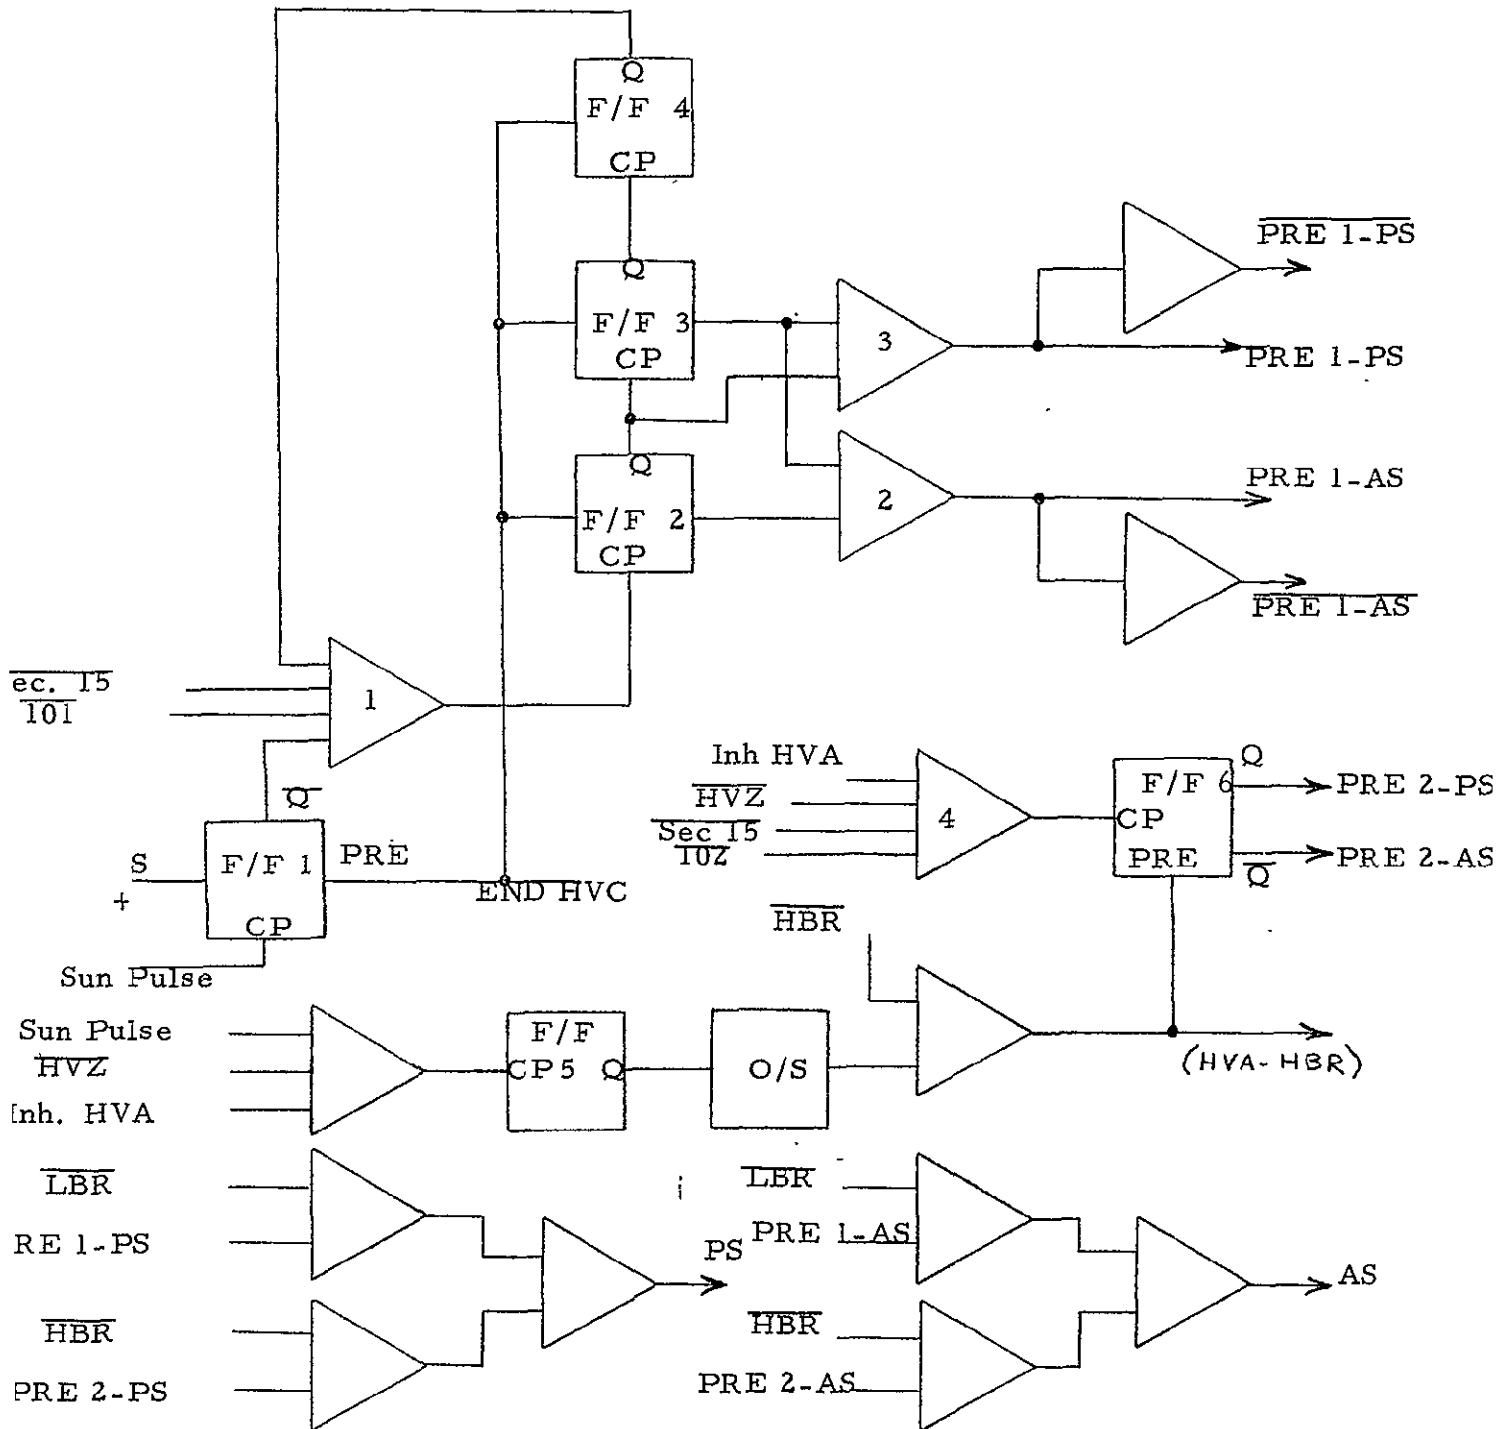 Q
F/F 4
CP
PRE 1-PS
Q
F/F 3
CP
3
PRE 1-PS
Q
F/F 2
CP
2
PRE 1-AS
PRE 1-AS
ec. 15
101
1
Inh HVA
HVZ
Sec 15
102
4
F/F 6
CP
PRE
Q
PRE 2-PS
Q
PRE 2-AS
Q
S
+
F/F 1
PRE
CP
END HVC
HBR
Sun Pulse
Sun Pulse
HVZ
Inh. HVA
F/F
CP 5 Q
O/S
(HVA-HBR)
LBR
RE 1-PS
HBR
PRE 2-PS
PS
LBR
PRE 1-AS
HBR
PRE 2-AS
AS